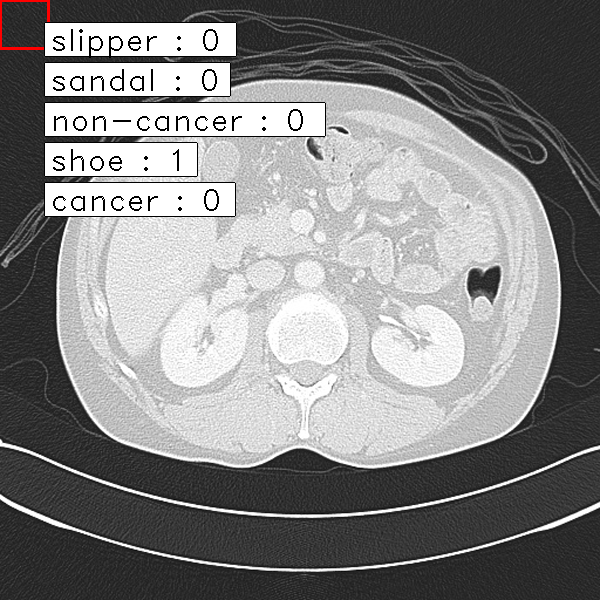 slipper : 0
sandal : 0
non-cancer : 0
shoe : 1
cancer : 0